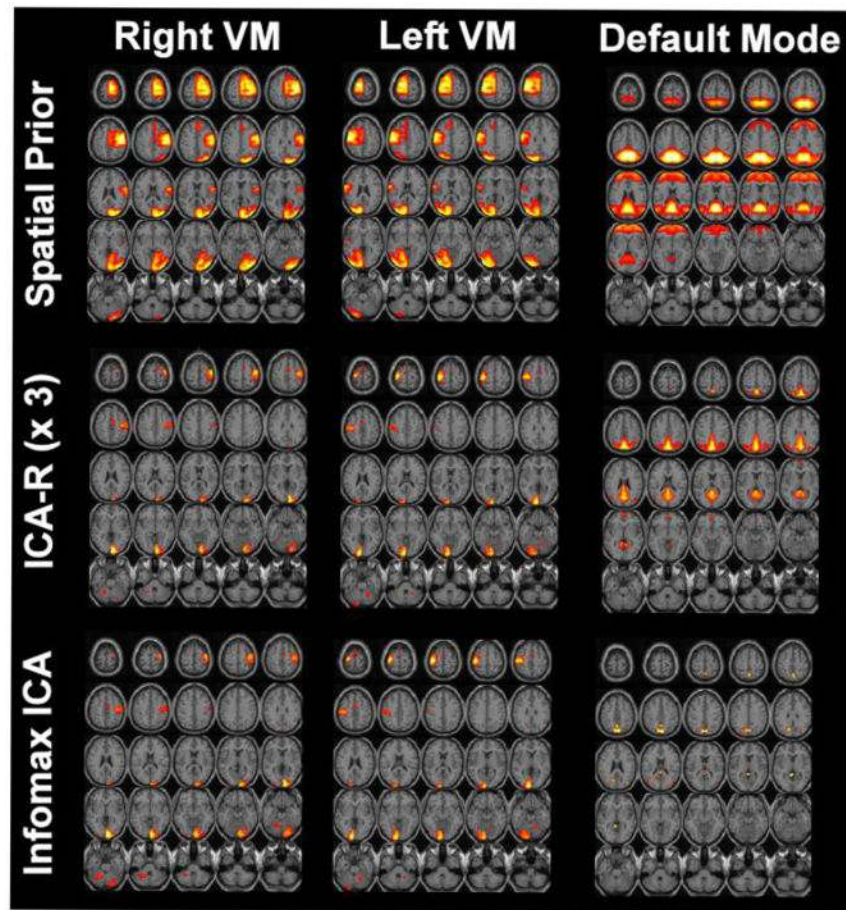 Right VM
Left VM
Default Mode
Spatial Prior
ICA-R (x 3)
Infomax ICA